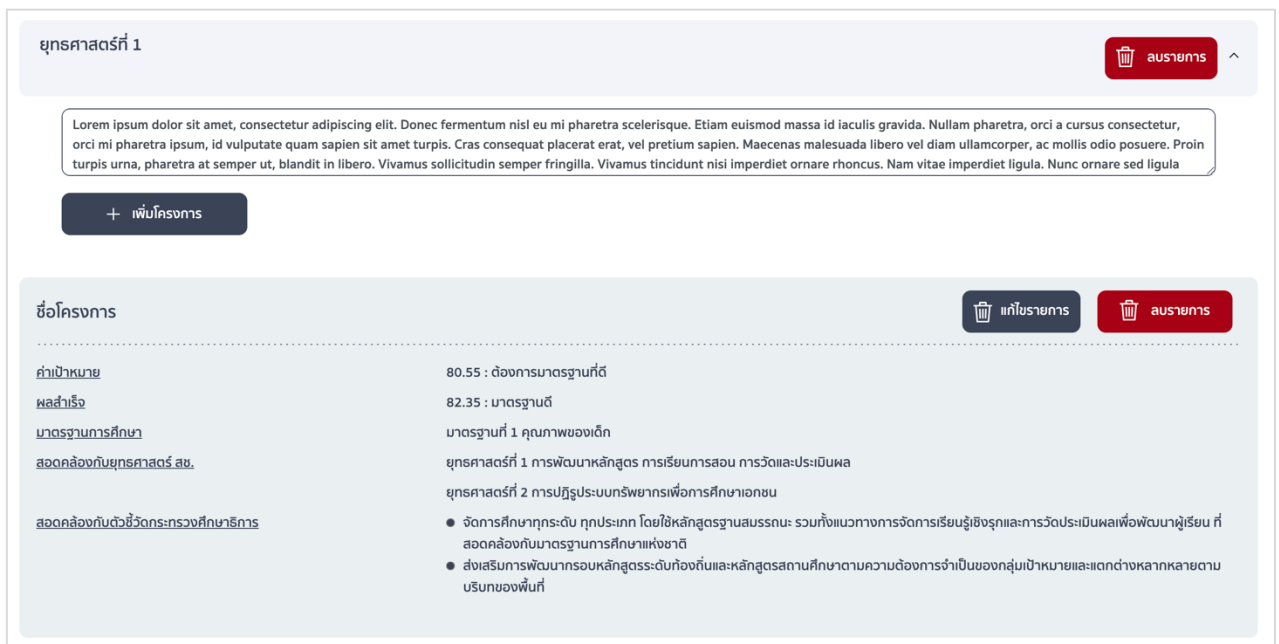 ยุทธศาสตร์ที่ 1
ลบรายการ
Lorem ipsum dolor sit amet, consectetur adipiscing elit. Donec fermentum nisl eu mi pharetra scelerisque. Etiam euismod massa id iaculis gravida. Nullam pharetra, orci a cursus consectetur,
orci mi pharetra ipsum, id vulputate quam sapien sit amet turpis. Cras consequat placerat erat, vel pretium sapien. Maecenas malesuada libero vel diam ullamcorper, ac mollis odio posuere. Proin
turpis urna, pharetra at semper ut, blandit in libero. Vivamus sollicitudin semper fringilla. Vivamus tincidunt nisi imperdiet ornare rhoncus. Nam vitae imperdiet ligula. Nunc ornare sed ligula
+ เพิ่มโครงการ
ชื่อโครงการ
แก้ไขรายการ
ลบรายการ
ค่าเป้าหมาย 80.55 : ต้องการมาตรฐานที่ดี
ผลสำเร็จ 82.35 : มาตรฐานดี
มาตรฐานการศึกษา มาตรฐานที่ 1 คุณภาพของเด็ก
สอดคล้องกับยุทธศาสตร์ สช. ยุทธศาสตร์ที่ 1 การพัฒนาหลักสูตร การเรียนการสอน การวัดและประเมินผล
ยุทธศาสตร์ที่ 2 การปฏิรูประบบทรัพยากรเพื่อการศึกษาเอกชน
สอดคล้องกับตัวชี้วัดกระทรวงศึกษาธิการ ● จัดการศึกษาทุกระดับ ทุกประเภท โดยใช้หลักสูตรฐานสมรรถนะ รวมทั้งแนวทางการจัดการเรียนรู้เชิงรุกและการวัดประเมินผลเพื่อพัฒนาผู้เรียน ที่
สอดคล้องกับมาตรฐานการศึกษาแห่งชาติ
● ส่งเสริมการพัฒนากรอบหลักสูตรระดับท้องถิ่นและหลักสูตรสถานศึกษาตามความต้องการจำเป็นของกลุ่มเป้าหมายและแตกต่างหลากหลายตาม
บริบทของพื้นที่